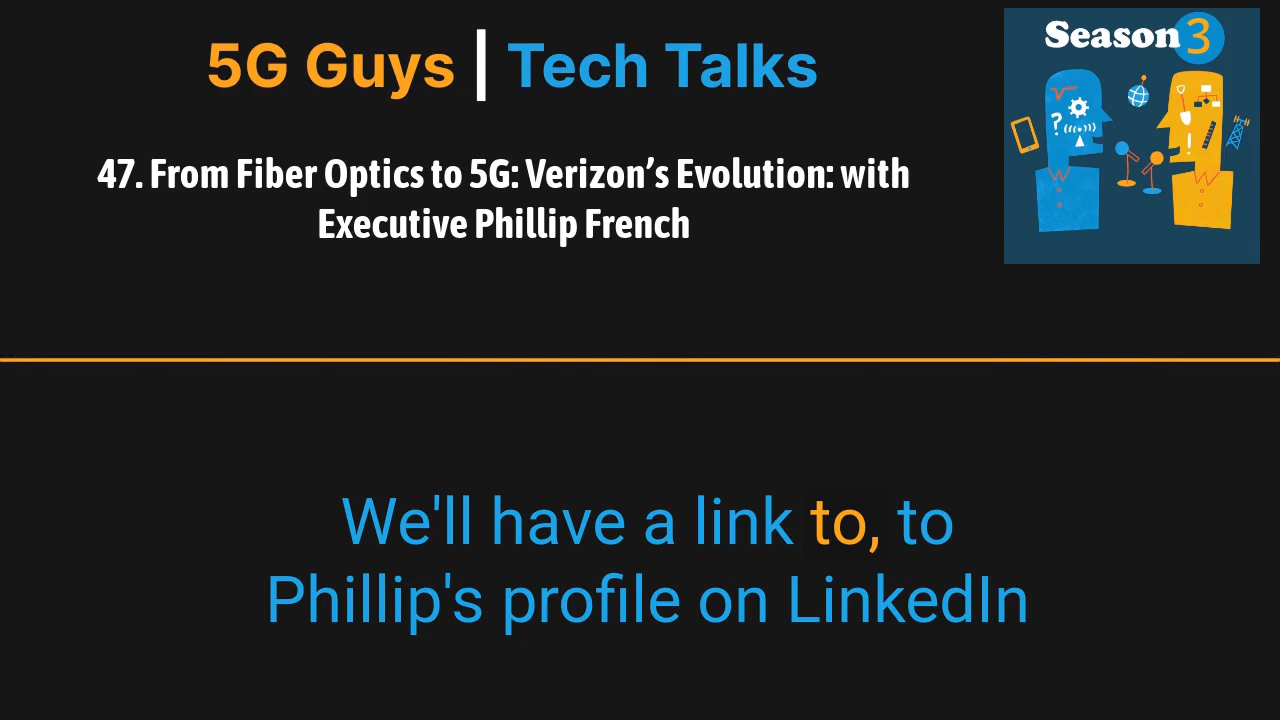 5G Guys | Tech Talks
Season 3
47. From Fiber Optics to 5G: Verizon’s Evolution: with
Executive Phillip French
?
We'll have a link to, to
Phillip's profile on LinkedIn